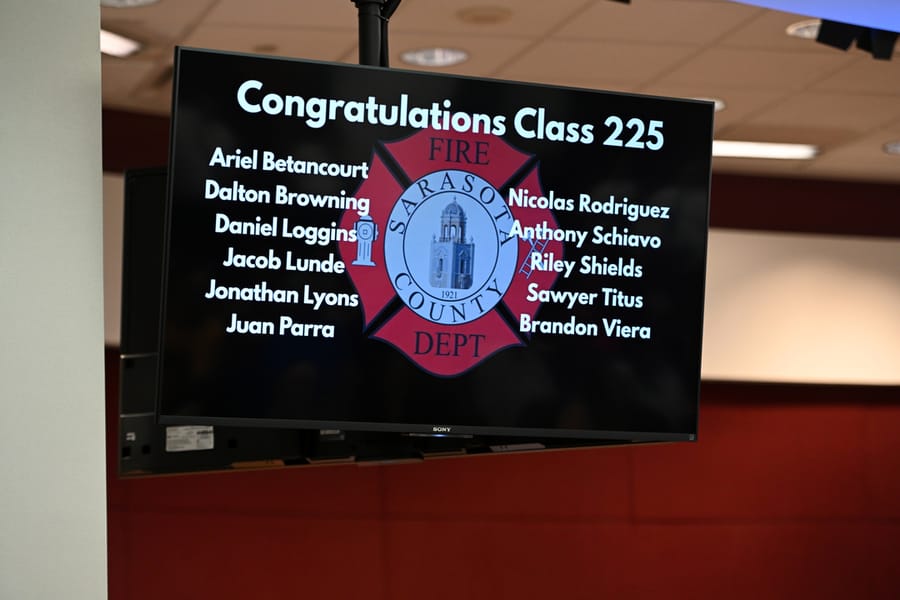 Congratulations Class 225
Ariel Betancourt
Dalton Browning
Daniel Loggins
Jacob Lunde
Jonathan Lyons
Juan Parra
FIRE
SARASOTA
1921
COUNTY
DEPT
Nicolas Rodriguez
Anthony Schiavo
Riley Shields
Sawyer Titus
Brandon Viera
SONY